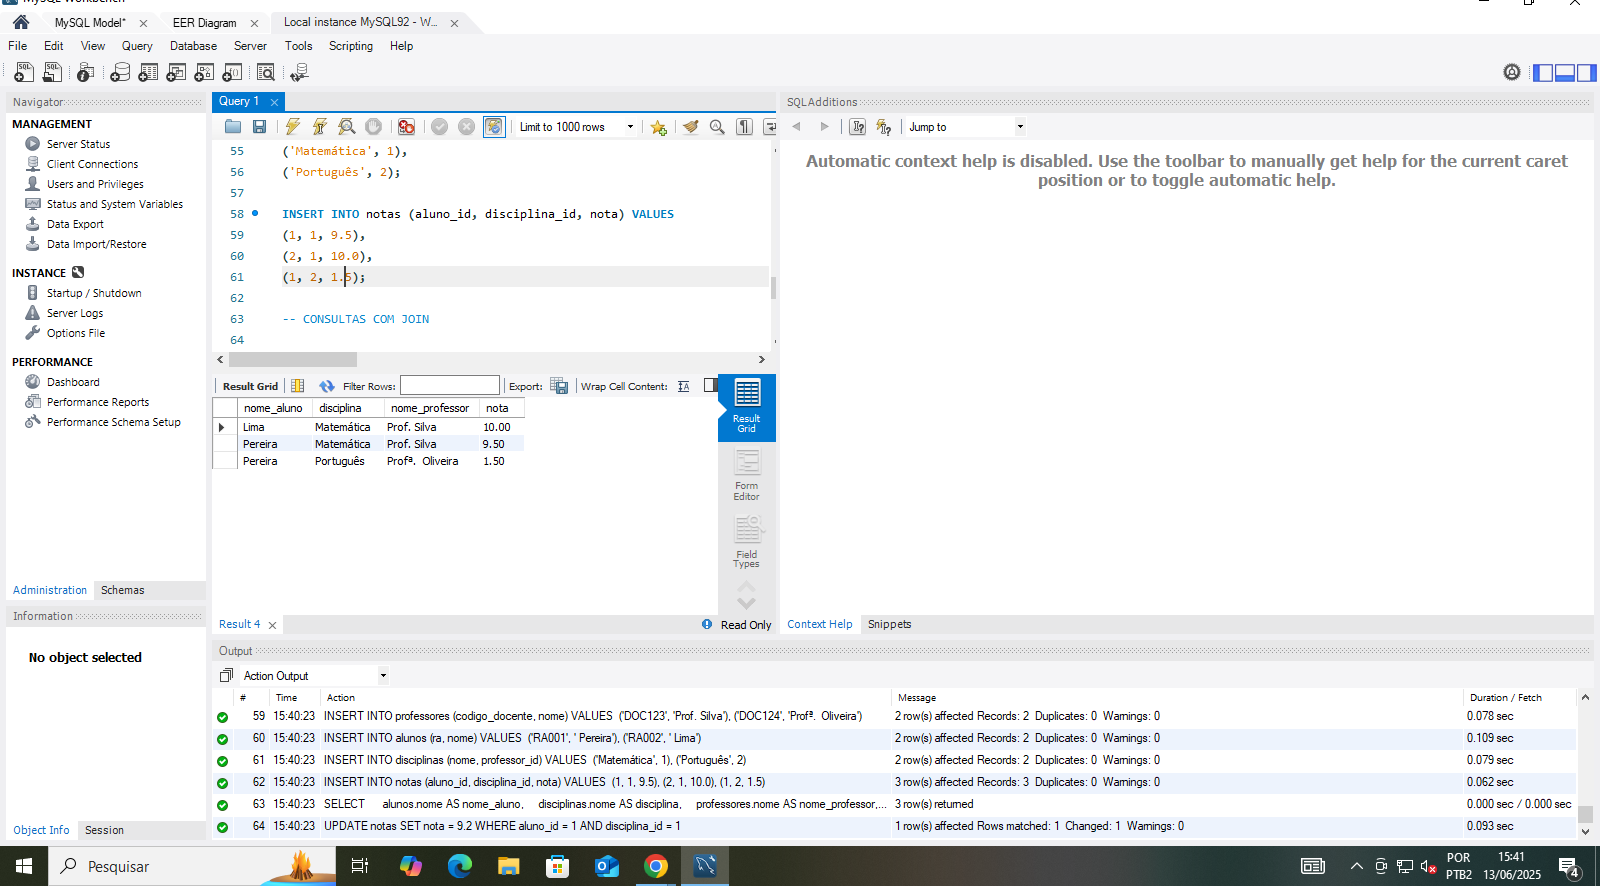 MySQL Workbench
MySQL Model* ×
EER Diagram ×
Local instance MySQL92 - W... ×
File Edit View Query Database Server Tools Scripting Help
Navigator
MANAGEMENT
Server Status
Client Connections
Users and Privileges
Status and System Variables
Data Export
Data Import/Restore
INSTANCE
Startup / Shutdown
Server Logs
Options File
PERFORMANCE
Dashboard
Performance Reports
Performance Schema Setup
Administration Schemas
Information
No object selected
Object Info Session
Query 1 ×
Limit to 1000 rows
55 ('Matemática', 1),
56 ('Português', 2);
57
58 INSERT INTO notas (aluno_id, disciplina_id, nota) VALUES
59 (1, 1, 9.5),
60 (2, 1, 10.0),
61 (1, 2, 1.5);
62
63 -- CONSULTAS COM JOIN
64
Result Grid Filter Rows: Export: Wrap Cell Content:
nome_aluno disciplina nome_professor nota
Lima Matemática Prof. Silva 10.00
Pereira Matemática Prof. Silva 9.50
Pereira Português Profª. Oliveira 1.50
Result
Grid
Form
Editor
Field
Types
Result 4 ×
Read Only
SQLAdditions
Jump to
Automatic context help is disabled. Use the toolbar to manually get help for the current caret
position or to toggle automatic help.
Context Help Snippets
Output
Action Output
# Time Action Message Duration / Fetch
59 15:40:23 INSERT INTO professores (codigo_docente, nome) VALUES ('DOC123', 'Prof. Silva'), ('DOC124', 'Profª. Oliveira') 2 row(s) affected Records: 2 Duplicates: 0 Warnings: 0 0.078 sec
60 15:40:23 INSERT INTO alunos (ra, nome) VALUES ('RA001', ' Pereira'), ('RA002', ' Lima') 2 row(s) affected Records: 2 Duplicates: 0 Warnings: 0 0.109 sec
61 15:40:23 INSERT INTO disciplinas (nome, professor_id) VALUES ('Matemática', 1), ('Português', 2) 2 row(s) affected Records: 2 Duplicates: 0 Warnings: 0 0.079 sec
62 15:40:23 INSERT INTO notas (aluno_id, disciplina_id, nota) VALUES (1, 1, 9.5), (2, 1, 10.0), (1, 2, 1.5) 3 row(s) affected Records: 3 Duplicates: 0 Warnings: 0 0.062 sec
63 15:40:23 SELECT alunos.nome AS nome_aluno, disciplinas.nome AS disciplina, professores.nome AS nome_professor,... 3 row(s) returned 0.000 sec / 0.000 sec
64 15:40:23 UPDATE notas SET nota = 9.2 WHERE aluno_id = 1 AND disciplina_id = 1 1 row(s) affected Rows matched: 1 Changed: 1 Warnings: 0 0.093 sec
Pesquisar
POR
PTB2
15:41
13/06/2025
4